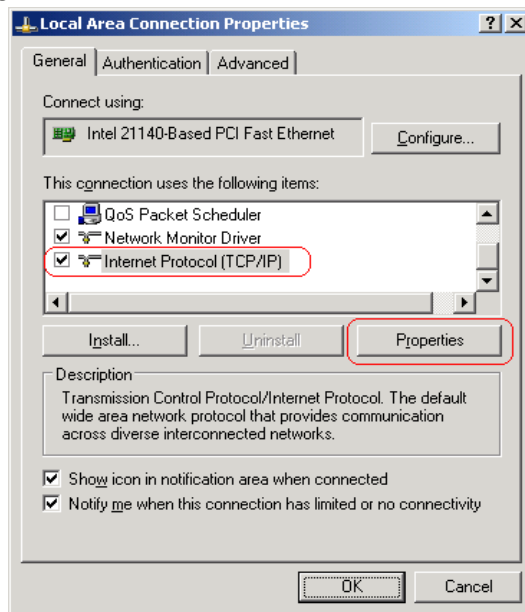 Local Area Connection Properties
General Authentication Advanced
Connect using:
Intel 21140-Based PCI Fast Ethernet Configure...
This connection uses the following items:
QoS Packet Scheduler
Network Monitor Driver
Internet Protocol (TCP/IP)
Install... Uninstall Properties
Description
Transmission Control Protocol/Internet Protocol. The default
wide area network protocol that provides communication
across diverse interconnected networks.
Show icon in notification area when connected
Notify me when this connection has limited or no connectivity
OK Cancel